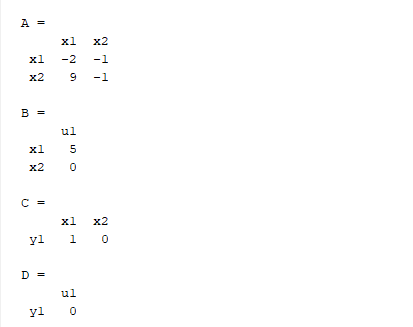 A =
x1 x2
x1 -2 -1
x2 9 -1
B =
u1
x1 5
x2 0
C =
x1 x2
y1 1 0
D =
u1
y1 0